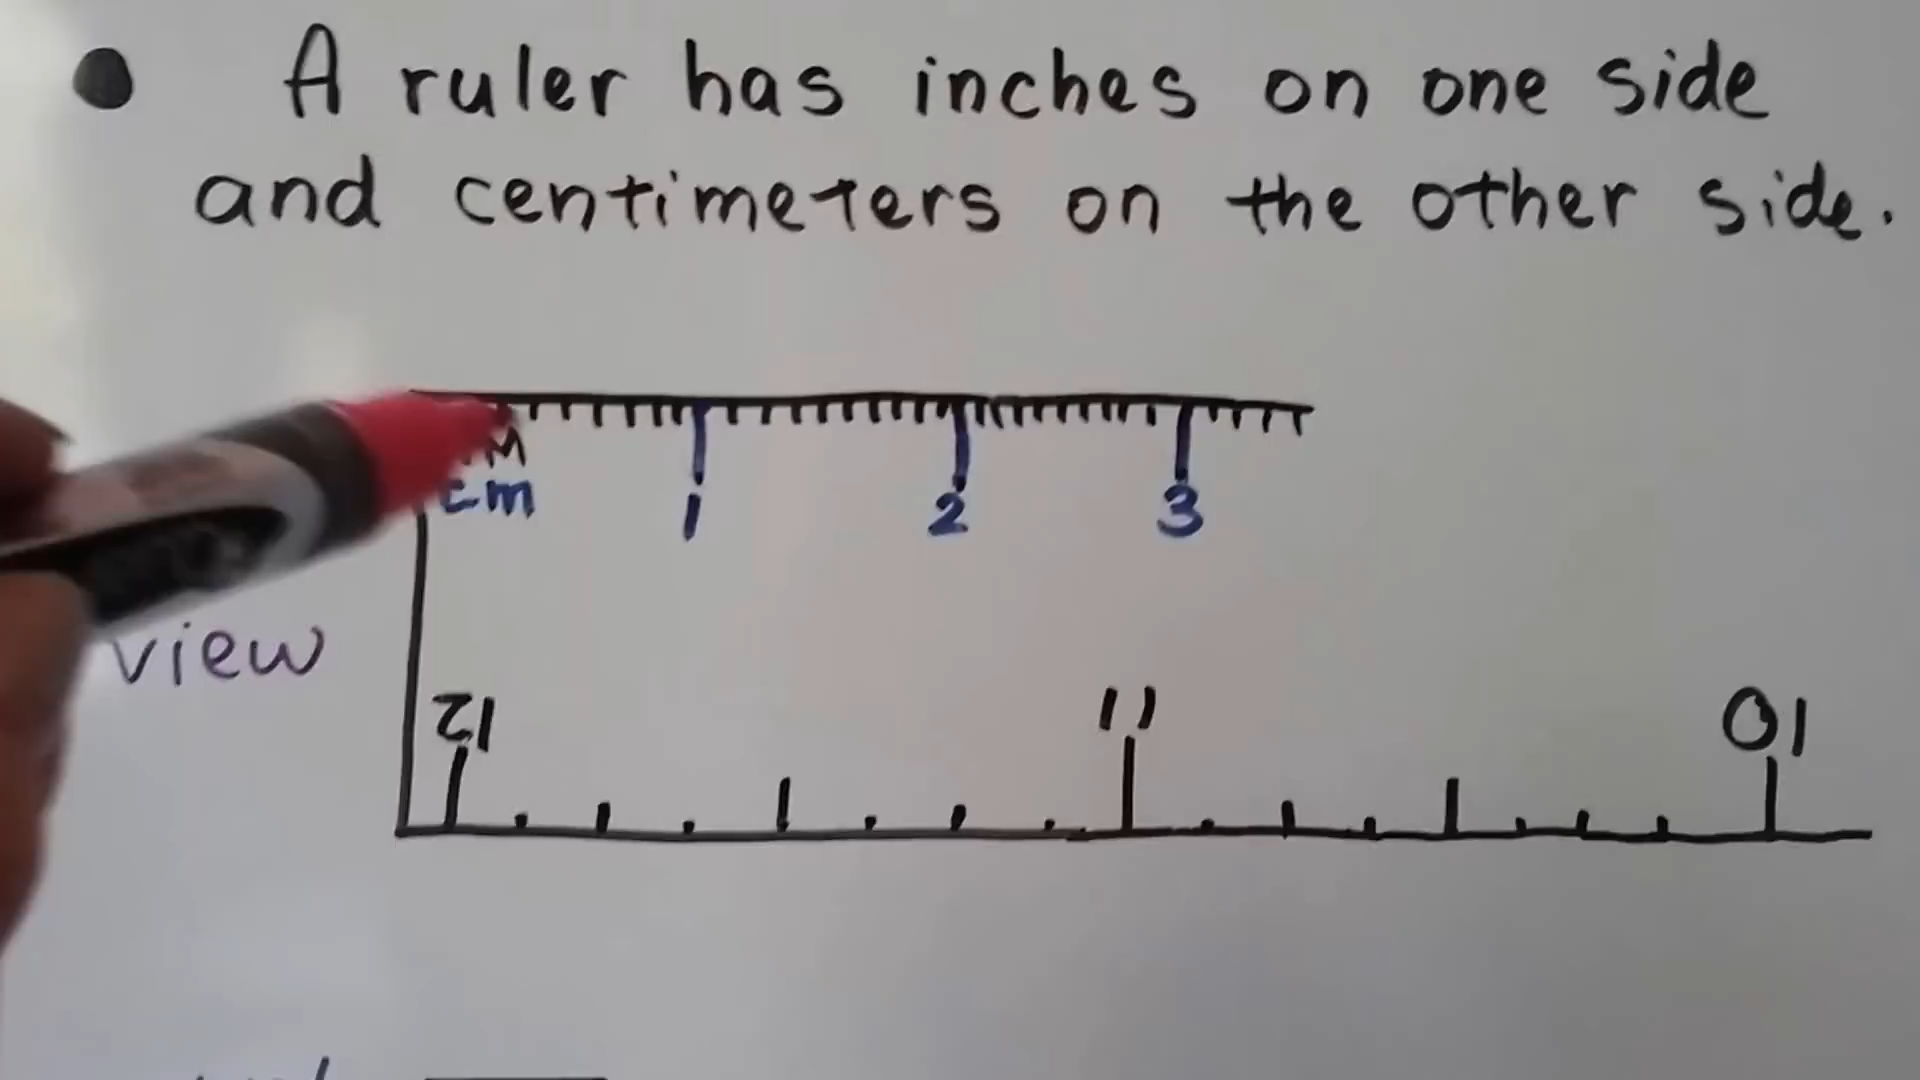 A ruler has inches on one side
and centimeters on the other side.
cm 1 2 3
view
12 11 10